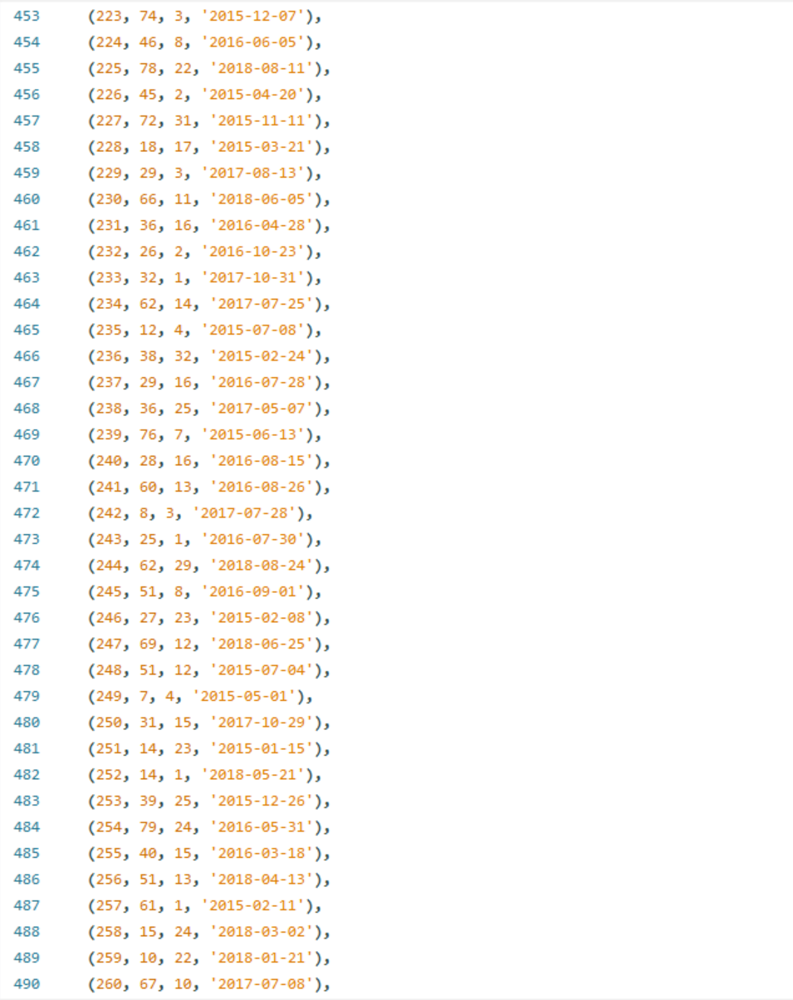 453 (223, 74, 3, '2015-12-07'),
454 (224, 46, 8, '2016-06-05'),
455 (225, 78, 22, '2018-08-11'),
456 (226, 45, 2, '2015-04-20'),
457 (227, 72, 31, '2015-11-11'),
458 (228, 18, 17, '2015-03-21'),
459 (229, 29, 3, '2017-08-13'),
460 (230, 66, 11, '2018-06-05'),
461 (231, 36, 16, '2016-04-28'),
462 (232, 26, 2, '2016-10-23'),
463 (233, 32, 1, '2017-10-31'),
464 (234, 62, 14, '2017-07-25'),
465 (235, 12, 4, '2015-07-08'),
466 (236, 38, 32, '2015-02-24'),
467 (237, 29, 16, '2016-07-28'),
468 (238, 36, 25, '2017-05-07'),
469 (239, 76, 7, '2015-06-13'),
470 (240, 28, 16, '2016-08-15'),
471 (241, 60, 13, '2016-08-26'),
472 (242, 8, 3, '2017-07-28'),
473 (243, 25, 1, '2016-07-30'),
474 (244, 62, 29, '2018-08-24'),
475 (245, 51, 8, '2016-09-01'),
476 (246, 27, 23, '2015-02-08'),
477 (247, 69, 12, '2018-06-25'),
478 (248, 51, 12, '2015-07-04'),
479 (249, 7, 4, '2015-05-01'),
480 (250, 31, 15, '2017-10-29'),
481 (251, 14, 23, '2015-01-15'),
482 (252, 14, 1, '2018-05-21'),
483 (253, 39, 25, '2015-12-26'),
484 (254, 79, 24, '2016-05-31'),
485 (255, 40, 15, '2016-03-18'),
486 (256, 51, 13, '2018-04-13'),
487 (257, 61, 1, '2015-02-11'),
488 (258, 15, 24, '2018-03-02'),
489 (259, 10, 22, '2018-01-21'),
490 (260, 67, 10, '2017-07-08'),